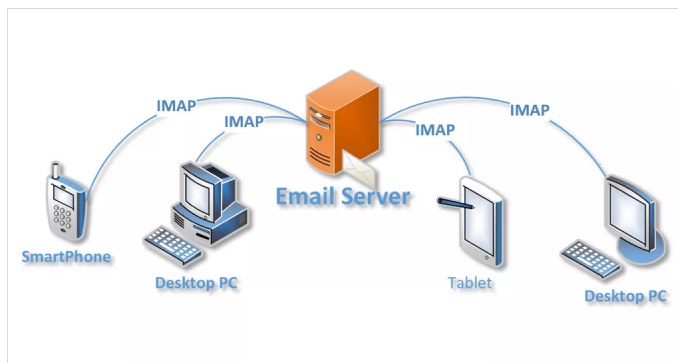 IMAP
IMAP
IMAP
IMAP
Email Server
SmartPhone
Desktop PC
Tablet
Desktop PC